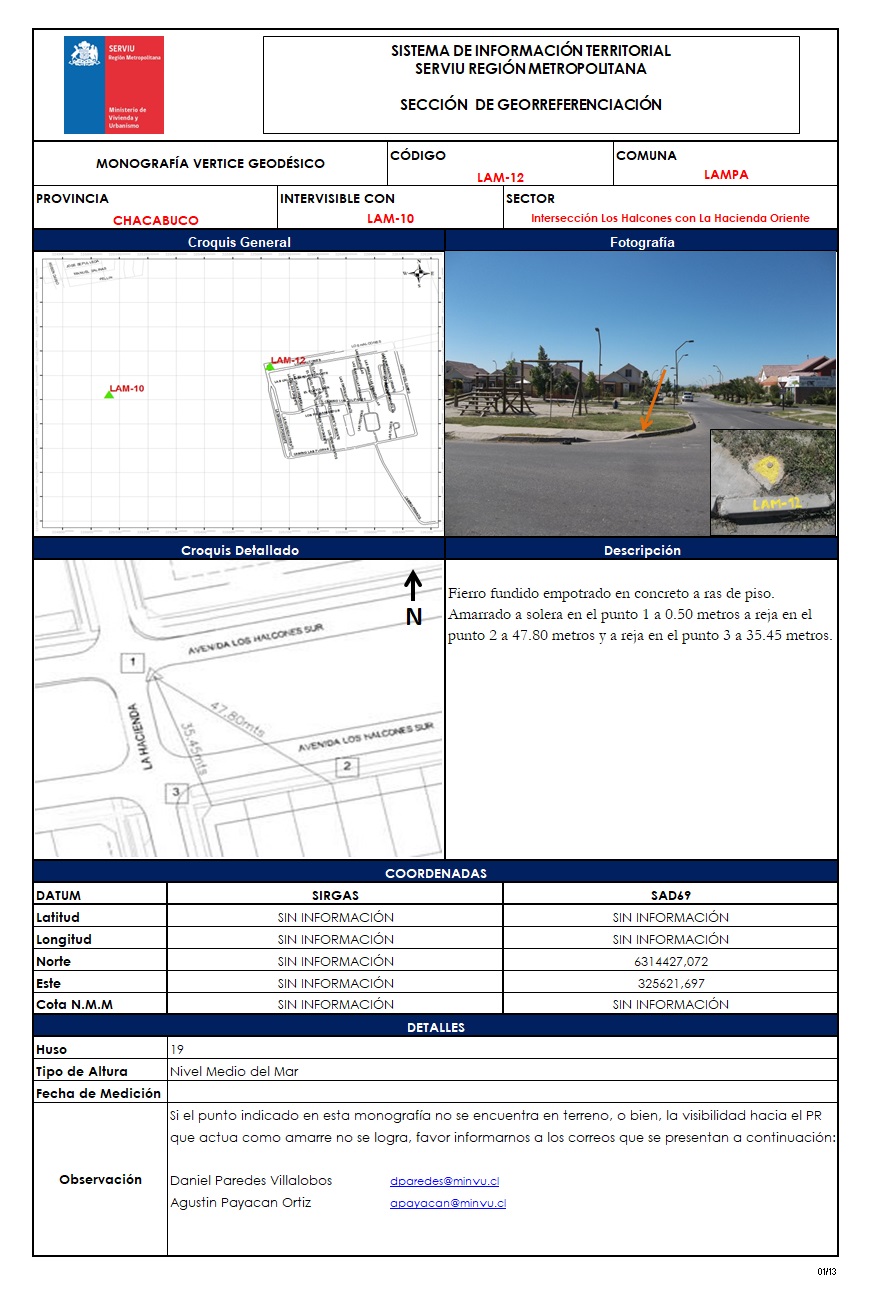 SERVIU
Región Metropolitana
Ministerio de
Vivienda y
Urbanismo
SISTEMA DE INFORMACIÓN TERRITORIAL
SERVIU REGIÓN METROPOLITANA
SECCIÓN DE GEORREFERENCIACIÓN
MONOGRAFÍA VERTICE GEODÉSICO
CÓDIGO
LAM-12
COMUNA
LAMPA
PROVINCIA
CHACABUCO
INTERVISIBLE CON
LAM-10
SECTOR
Intersección Los Halcones con La Hacienda Oriente
Croquis General
Fotografía
LAM-12
LAM-10
LAM-12
Croquis Detallado
Descripción
N
AVENIDA LOS HALCONES SUR
1
LA HACIENDA
47.80mts
35.45mts
AVENIDA LOS HALCONES SUR
2
3
Fierro fundido empotrado en concreto a ras de piso.
Amarrado a solera en el punto 1 a 0.50 metros a reja en el
punto 2 a 47.80 metros y a reja en el punto 3 a 35.45 metros.
COORDENADAS
DATUM SIRGAS SAD69
Latitud SIN INFORMACIÓN SIN INFORMACIÓN
Longitud SIN INFORMACIÓN SIN INFORMACIÓN
Norte SIN INFORMACIÓN 6314427,072
Este SIN INFORMACIÓN 325621,697
Cota N.M.M SIN INFORMACIÓN SIN INFORMACIÓN
DETALLES
Huso 19
Tipo de Altura Nivel Medio del Mar
Fecha de Medición
Observación
Si el punto indicado en esta monografía no se encuentra en terreno, o bien, la visibilidad hacia el PR
que actua como amarre no se logra, favor informarnos a los correos que se presentan a continuación:
Daniel Paredes Villalobos dparedes@minvu.cl
Agustin Payacan Ortiz apayacan@minvu.cl
01/13